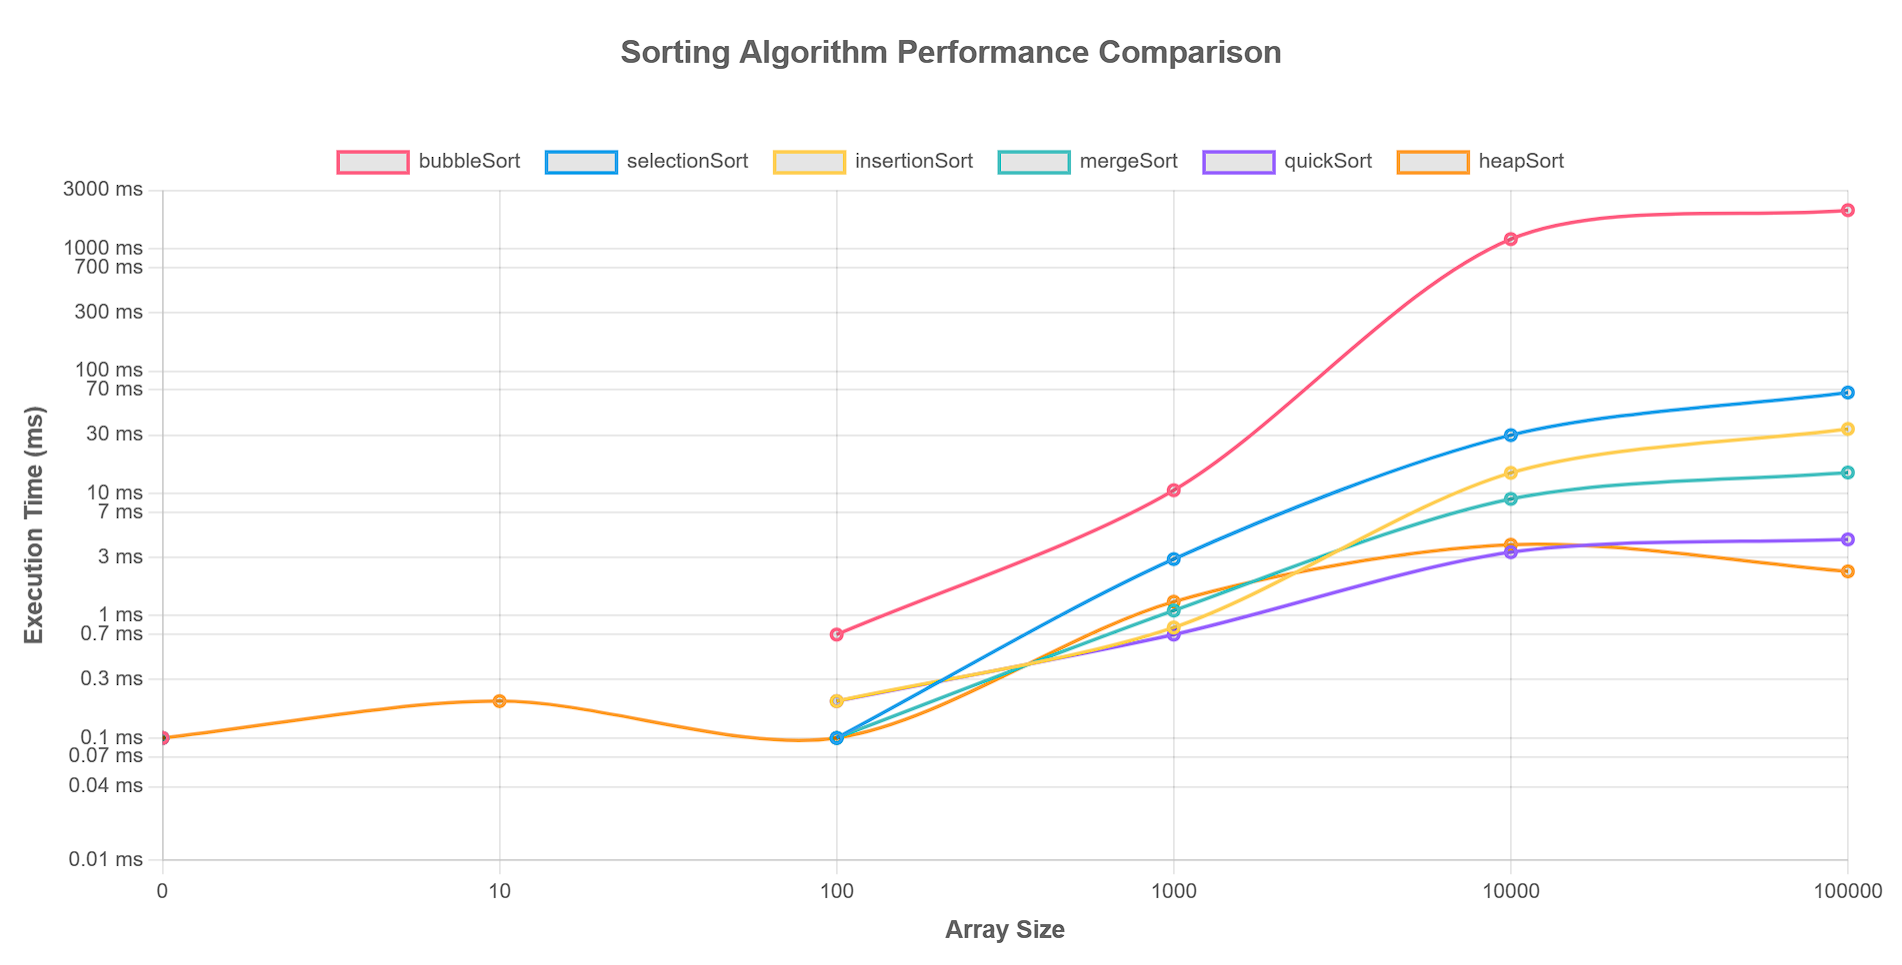 Sorting Algorithm Performance Comparison
bubbleSort selectionSort insertionSort mergeSort quickSort heapSort
3000 ms
1000 ms
700 ms
300 ms
100 ms
70 ms
30 ms
10 ms
7 ms
3 ms
1 ms
0.7 ms
0.3 ms
0.1 ms
0.07 ms
0.04 ms
0.01 ms
Execution Time (ms)
0 10 100 1000 10000 100000
Array Size